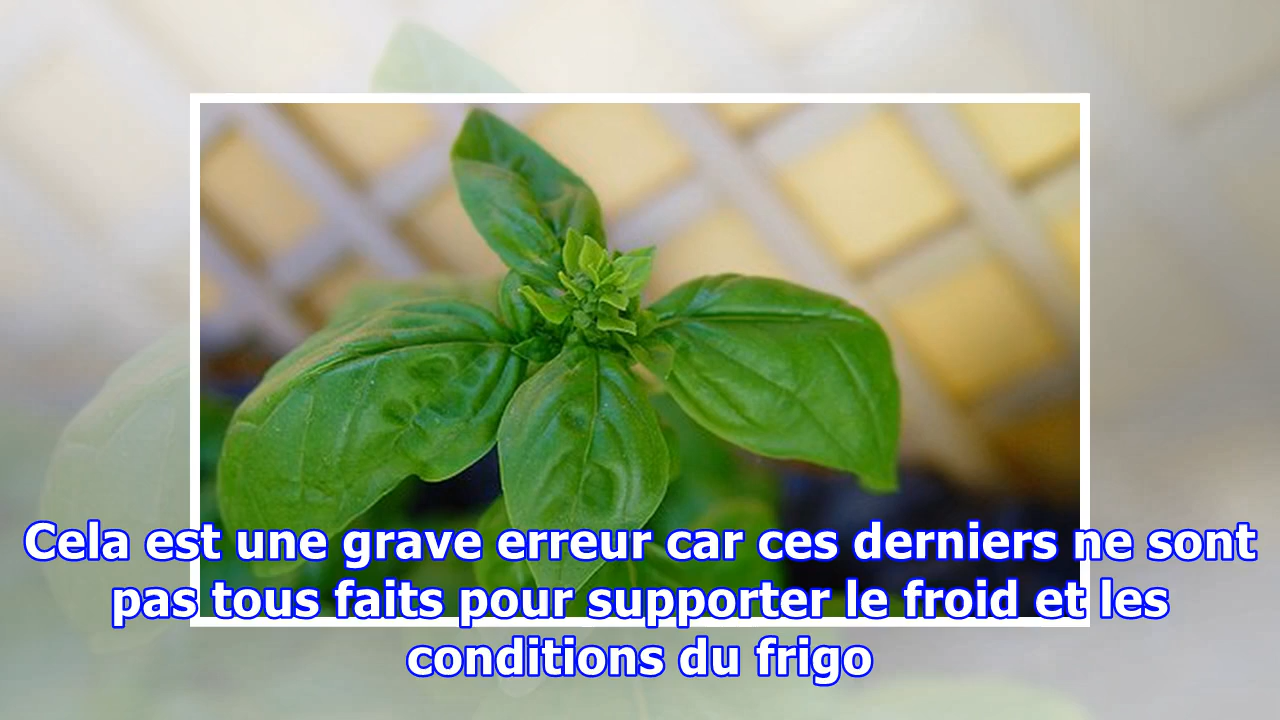 Cela est une grave erreur car ces derniers ne sont
pas tous faits pour supporter le froid et les
conditions du frigo